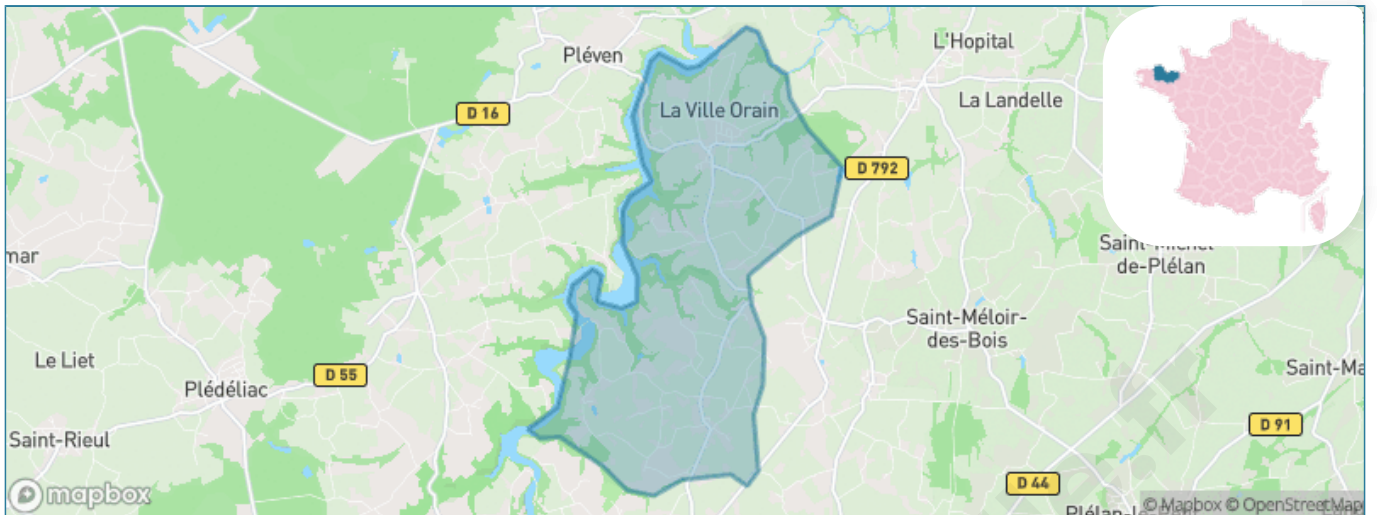 L'Hopital
Pléven
La Landelle
D 16
La Ville Orain
D 792
Saint-Michel-
de-Plélan
mar
Saint-Méloir-
des-Bois
Le Liet
D 55
Saint-Ma
Plédéliac
D 91
Saint-Rieul
D 44
mapbox
© Mapbox © OpenStreetMap